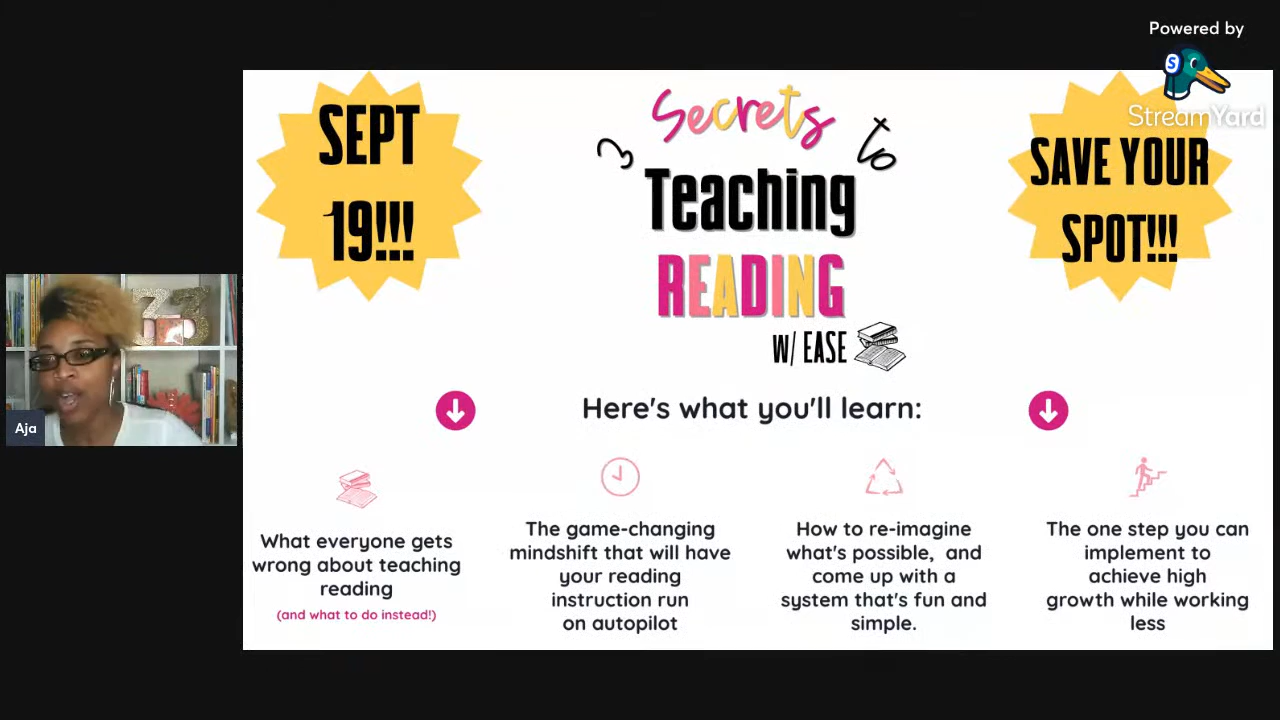 Powered by
StreamYard
SEPT
19!!!
3
Secrets
to
Teaching
READING
W/ EASE
SAVE YOUR
SPOT!!!
Aja
Here's what you'll learn:
What everyone gets
wrong about teaching
reading
(and what to do instead!)
The game-changing
mindshift that will have
your reading
instruction run
on autopilot
How to re-imagine
what's possible, and
come up with a
system that's fun and
simple.
The one step you can
implement to
achieve high
growth while working
less